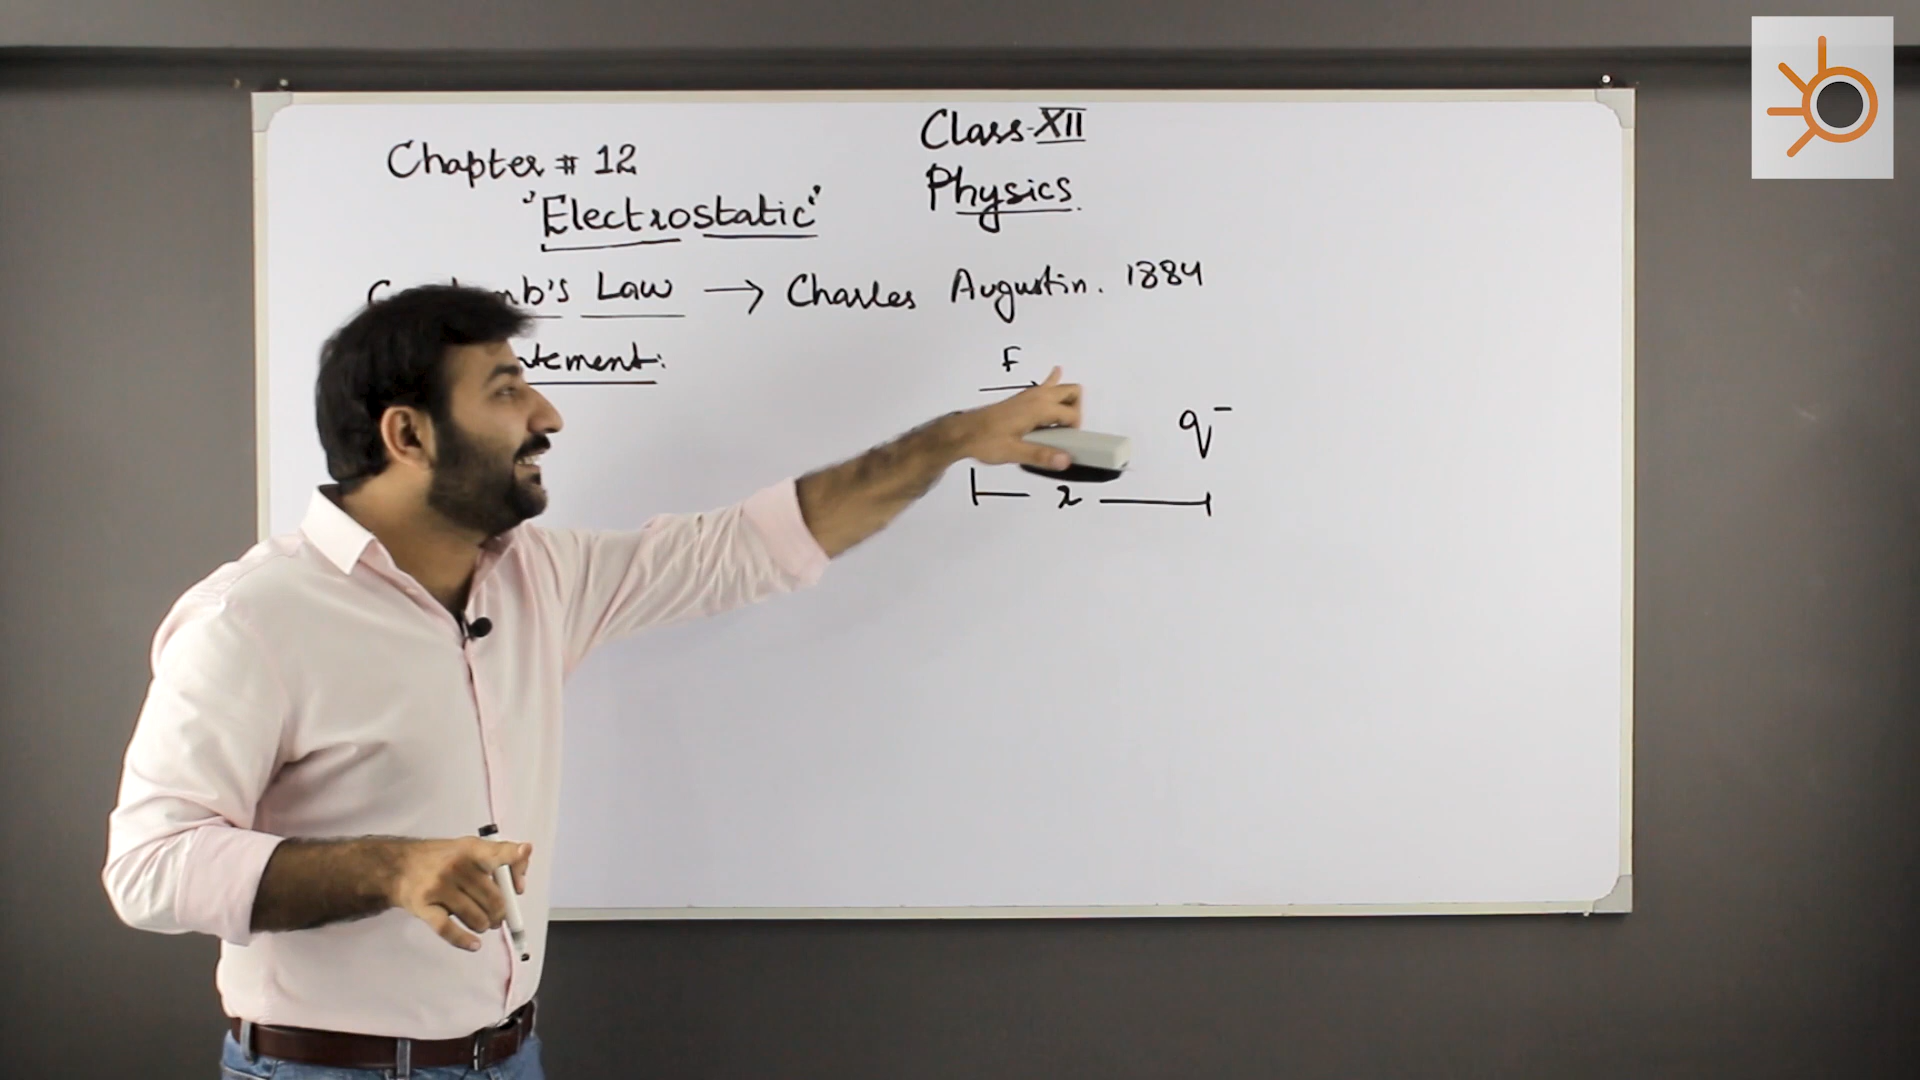 Class-XII
Chapter # 12
Physics.
"Electrostatic"
Law → Charles Augustin. 1884
F
q⁻
r